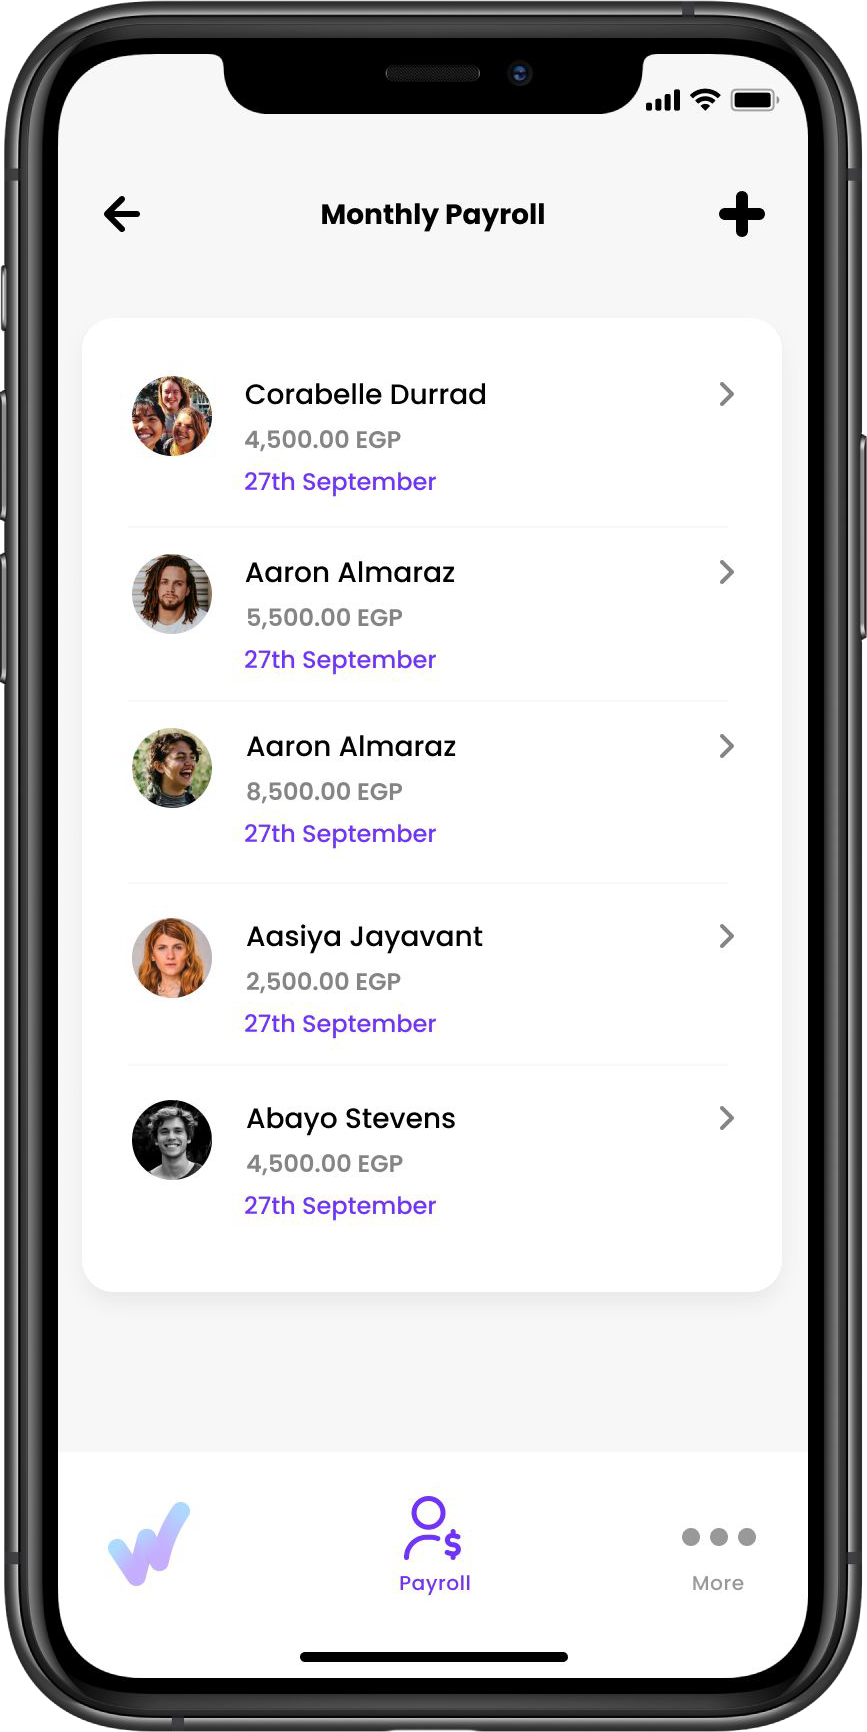 Monthly Payroll
Corabelle Durrad
4,500.00 EGP
27th September
Aaron Almaraz
5,500.00 EGP
27th September
Aaron Almaraz
8,500.00 EGP
27th September
Aasiya Jayavant
2,500.00 EGP
27th September
Abayo Stevens
4,500.00 EGP
27th September
Payroll
More